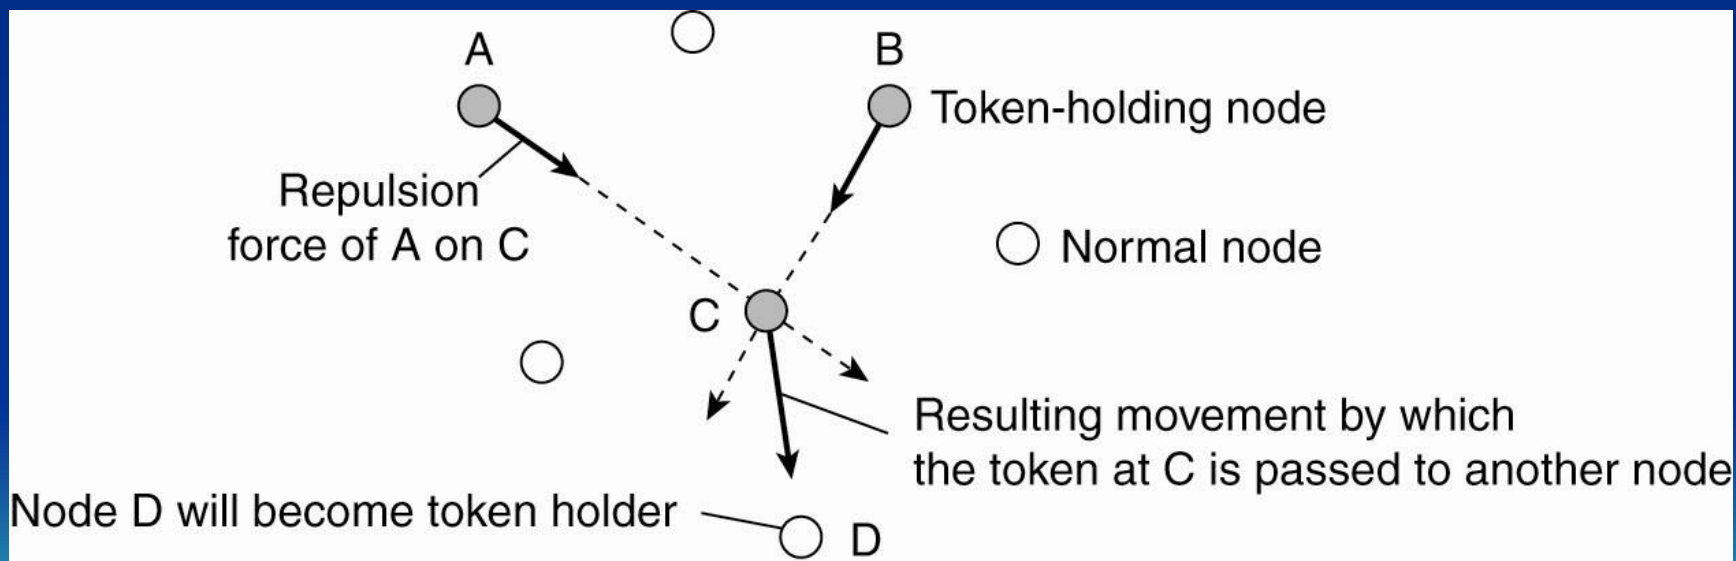 A
B
Token-holding node
Repulsion
force of A on C
Normal node
C
Resulting movement by which
the token at C is passed to another node
Node D will become token holder
D